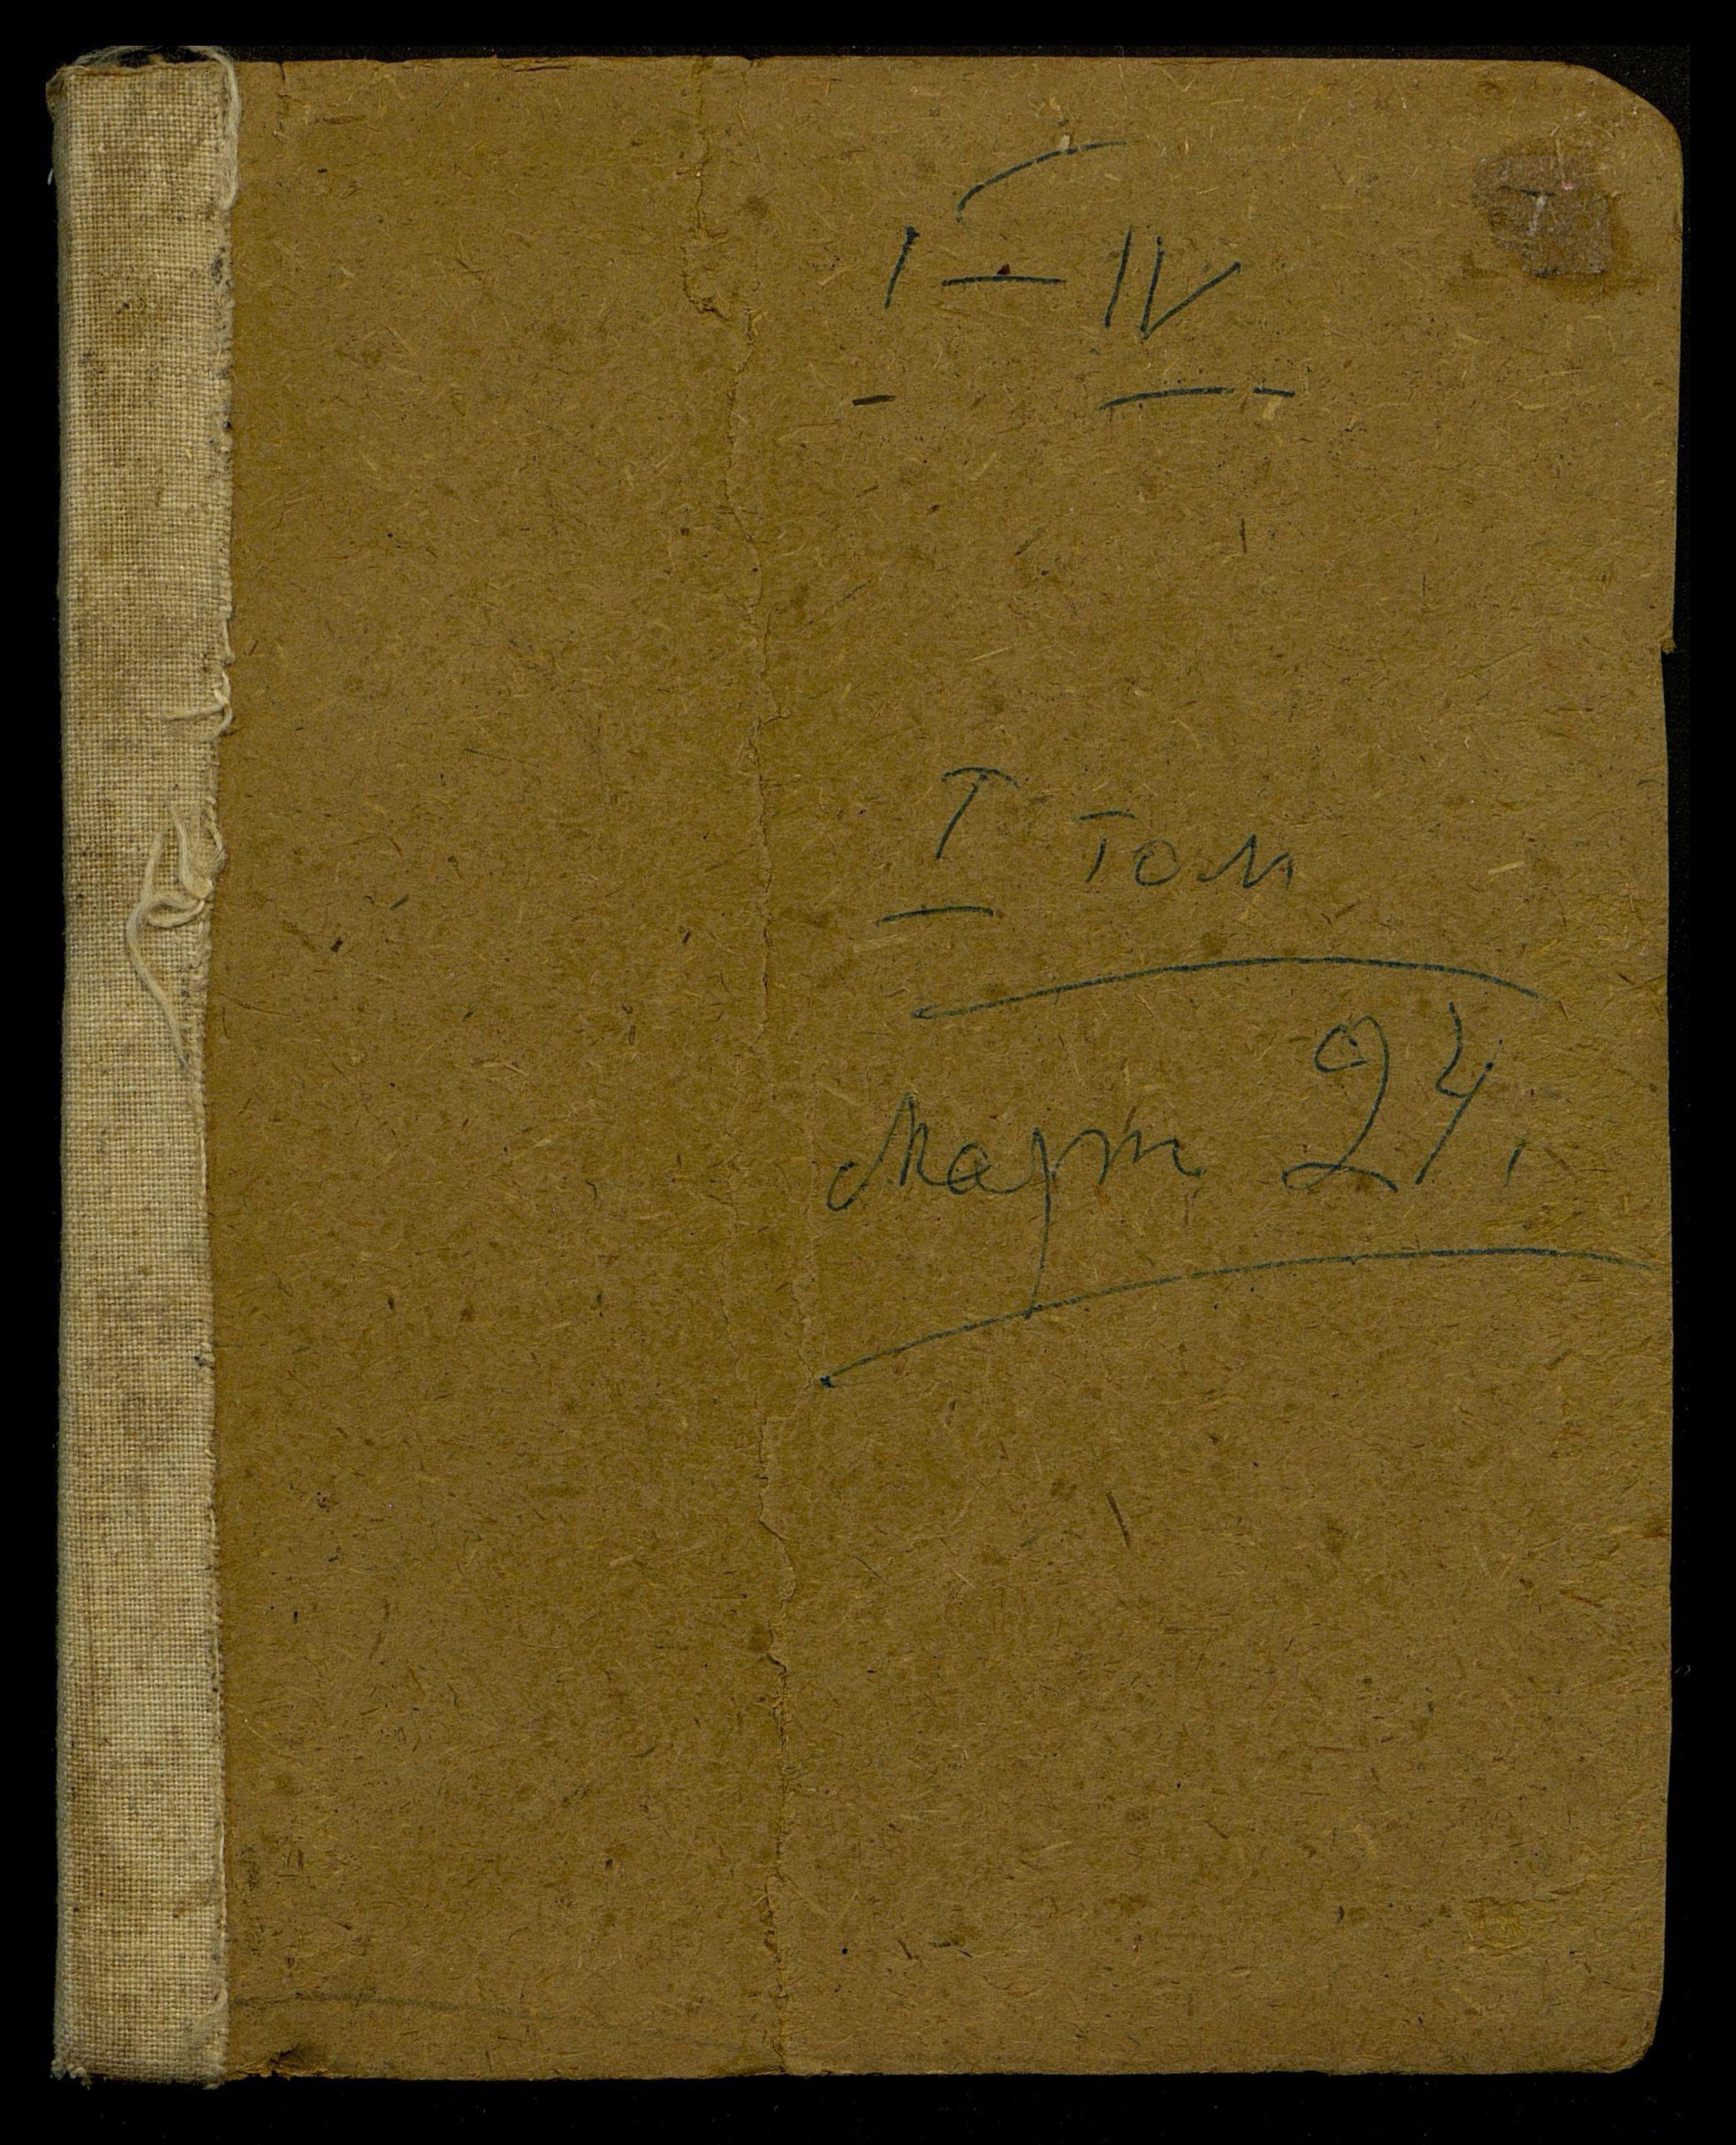 I – IV
I том
Март 24.